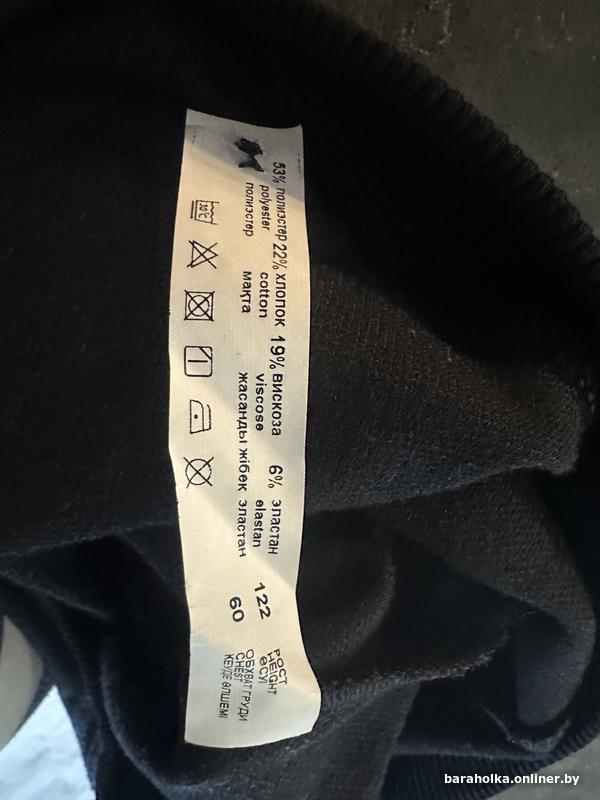 53% полиэстер 22% хлопок 19% вискоза 6% эластан
polyester cotton viscose elastan
полиэстер мақта жасанды жібек эластан
30°C
122
60
РОСТ
HEIGHT
ӨСУІ
ОБХВАТ ГРУДИ
CHEST
КЕУДЕ ӨЛШЕМІ
baraholka.onliner.by